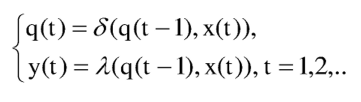 q(t) = δ(q(t − 1), x(t)),
y(t) = λ(q(t − 1), x(t)), t = 1,2,..